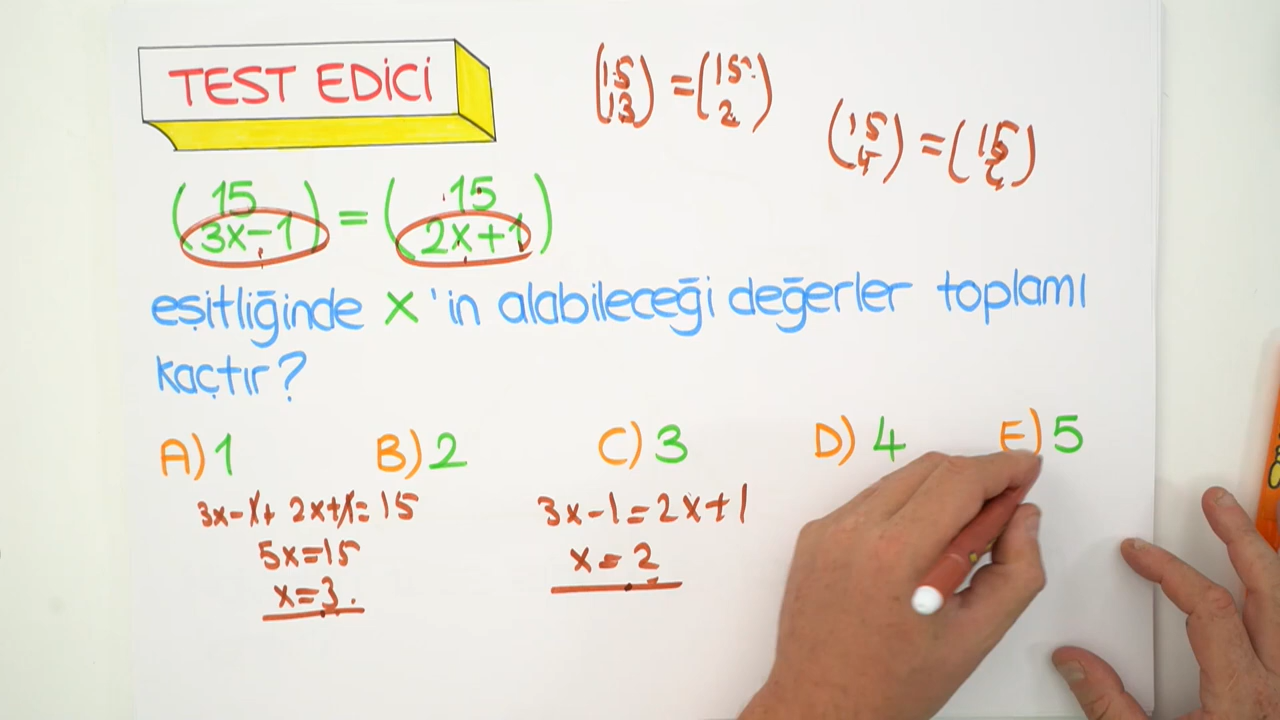 TEST EDİCİ
(15 13) = (15 2)
(15 4) = (15 4)
(15 3x-1) = (15 2x+1)
eşitliğinde x'in alabileceği değerler toplamı
kaçtır?
A) 1 B) 2 C) 3 D) 4 E) 5
3x-1+ 2x+1=15
5x=15
x=3.
3x-1=2x+1
x=2